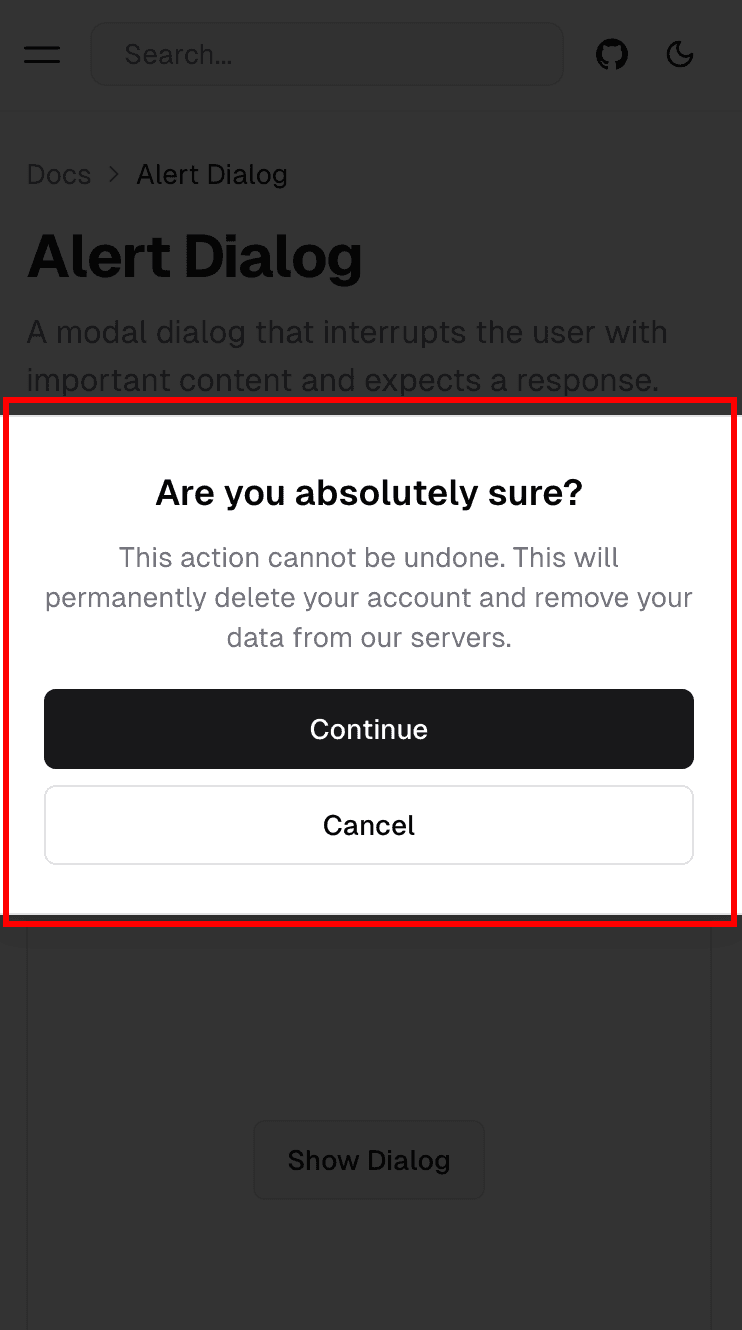 Search...
Docs > Alert Dialog
Alert Dialog
A modal dialog that interrupts the user with
important content and expects a response.
Are you absolutely sure?
This action cannot be undone. This will
permanently delete your account and remove your
data from our servers.
Continue
Cancel
Show Dialog